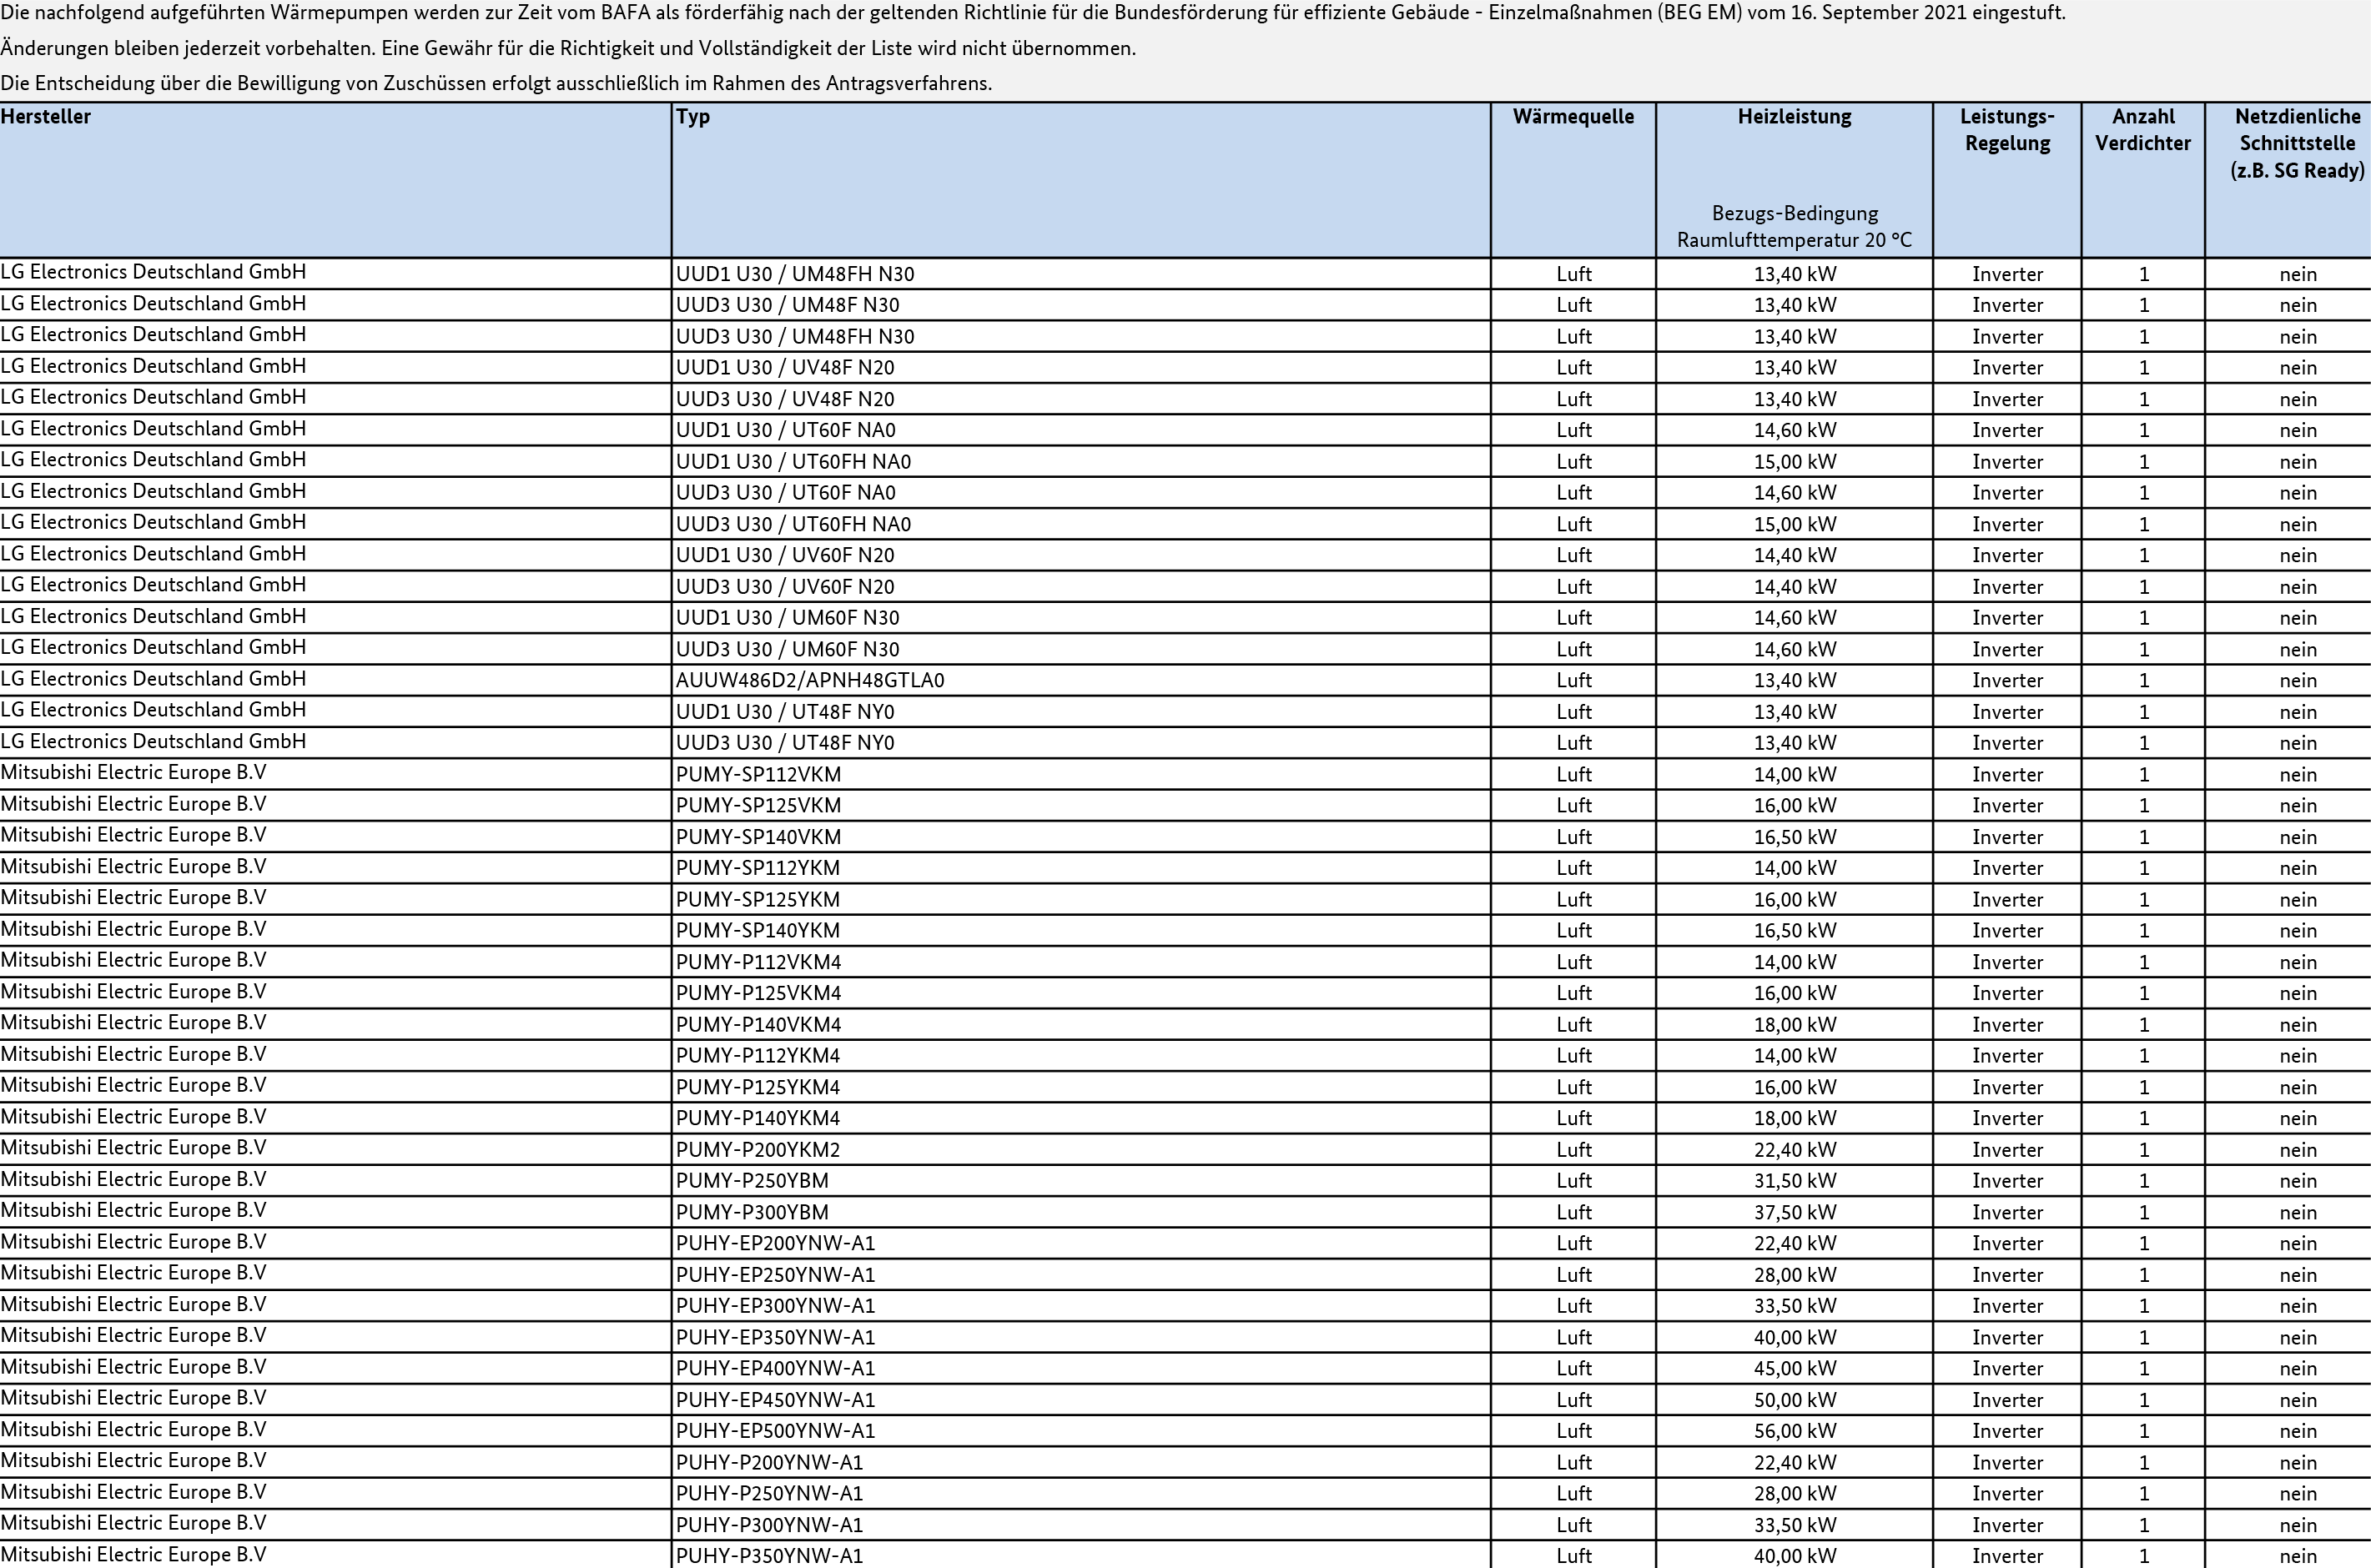 Die nachfolgend aufgeführten Wärmepumpen werden zur Zeit vom BAFA als förderfähig nach der geltenden Richtlinie für die Bundesförderung für effiziente Gebäude - Einzelmaßnahmen (BEG EM) vom 16. September 2021 eingestuft.
Änderungen bleiben jederzeit vorbehalten. Eine Gewähr für die Richtigkeit und Vollständigkeit der Liste wird nicht übernommen.
Die Entscheidung über die Bewilligung von Zuschüssen erfolgt ausschließlich im Rahmen des Antragsverfahrens.
Hersteller Typ Wärmequelle Heizleistung Leistungs- Anzahl Netzdienliche
Regelung Verdichter Schnittstelle
(z.B. SG Ready)
Bezugs-Bedingung
Raumlufttemperatur 20 °C
LG Electronics Deutschland GmbH UUD1 U30 / UM48FH N30 Luft 13,40 kW Inverter 1 nein
LG Electronics Deutschland GmbH UUD3 U30 / UM48F N30 Luft 13,40 kW Inverter 1 nein
LG Electronics Deutschland GmbH UUD3 U30 / UM48FH N30 Luft 13,40 kW Inverter 1 nein
LG Electronics Deutschland GmbH UUD1 U30 / UV48F N20 Luft 13,40 kW Inverter 1 nein
LG Electronics Deutschland GmbH UUD3 U30 / UV48F N20 Luft 13,40 kW Inverter 1 nein
LG Electronics Deutschland GmbH UUD1 U30 / UT60F NA0 Luft 14,60 kW Inverter 1 nein
LG Electronics Deutschland GmbH UUD1 U30 / UT60FH NA0 Luft 15,00 kW Inverter 1 nein
LG Electronics Deutschland GmbH UUD3 U30 / UT60F NA0 Luft 14,60 kW Inverter 1 nein
LG Electronics Deutschland GmbH UUD3 U30 / UT60FH NA0 Luft 15,00 kW Inverter 1 nein
LG Electronics Deutschland GmbH UUD1 U30 / UV60F N20 Luft 14,40 kW Inverter 1 nein
LG Electronics Deutschland GmbH UUD3 U30 / UV60F N20 Luft 14,40 kW Inverter 1 nein
LG Electronics Deutschland GmbH UUD1 U30 / UM60F N30 Luft 14,60 kW Inverter 1 nein
LG Electronics Deutschland GmbH UUD3 U30 / UM60F N30 Luft 14,60 kW Inverter 1 nein
LG Electronics Deutschland GmbH AUUW486D2/APNH48GTLA0 Luft 13,40 kW Inverter 1 nein
LG Electronics Deutschland GmbH UUD1 U30 / UT48F NY0 Luft 13,40 kW Inverter 1 nein
LG Electronics Deutschland GmbH UUD3 U30 / UT48F NY0 Luft 13,40 kW Inverter 1 nein
Mitsubishi Electric Europe B.V PUMY-SP112VKM Luft 14,00 kW Inverter 1 nein
Mitsubishi Electric Europe B.V PUMY-SP125VKM Luft 16,00 kW Inverter 1 nein
Mitsubishi Electric Europe B.V PUMY-SP140VKM Luft 16,50 kW Inverter 1 nein
Mitsubishi Electric Europe B.V PUMY-SP112YKM Luft 14,00 kW Inverter 1 nein
Mitsubishi Electric Europe B.V PUMY-SP125YKM Luft 16,00 kW Inverter 1 nein
Mitsubishi Electric Europe B.V PUMY-SP140YKM Luft 16,50 kW Inverter 1 nein
Mitsubishi Electric Europe B.V PUMY-P112VKM4 Luft 14,00 kW Inverter 1 nein
Mitsubishi Electric Europe B.V PUMY-P125VKM4 Luft 16,00 kW Inverter 1 nein
Mitsubishi Electric Europe B.V PUMY-P140VKM4 Luft 18,00 kW Inverter 1 nein
Mitsubishi Electric Europe B.V PUMY-P112YKM4 Luft 14,00 kW Inverter 1 nein
Mitsubishi Electric Europe B.V PUMY-P125YKM4 Luft 16,00 kW Inverter 1 nein
Mitsubishi Electric Europe B.V PUMY-P140YKM4 Luft 18,00 kW Inverter 1 nein
Mitsubishi Electric Europe B.V PUMY-P200YKM2 Luft 22,40 kW Inverter 1 nein
Mitsubishi Electric Europe B.V PUMY-P250YBM Luft 31,50 kW Inverter 1 nein
Mitsubishi Electric Europe B.V PUMY-P300YBM Luft 37,50 kW Inverter 1 nein
Mitsubishi Electric Europe B.V PUHY-EP200YNW-A1 Luft 22,40 kW Inverter 1 nein
Mitsubishi Electric Europe B.V PUHY-EP250YNW-A1 Luft 28,00 kW Inverter 1 nein
Mitsubishi Electric Europe B.V PUHY-EP300YNW-A1 Luft 33,50 kW Inverter 1 nein
Mitsubishi Electric Europe B.V PUHY-EP350YNW-A1 Luft 40,00 kW Inverter 1 nein
Mitsubishi Electric Europe B.V PUHY-EP400YNW-A1 Luft 45,00 kW Inverter 1 nein
Mitsubishi Electric Europe B.V PUHY-EP450YNW-A1 Luft 50,00 kW Inverter 1 nein
Mitsubishi Electric Europe B.V PUHY-EP500YNW-A1 Luft 56,00 kW Inverter 1 nein
Mitsubishi Electric Europe B.V PUHY-P200YNW-A1 Luft 22,40 kW Inverter 1 nein
Mitsubishi Electric Europe B.V PUHY-P250YNW-A1 Luft 28,00 kW Inverter 1 nein
Mitsubishi Electric Europe B.V PUHY-P300YNW-A1 Luft 33,50 kW Inverter 1 nein
Mitsubishi Electric Europe B.V PUHY-P350YNW-A1 Luft 40,00 kW Inverter 1 nein